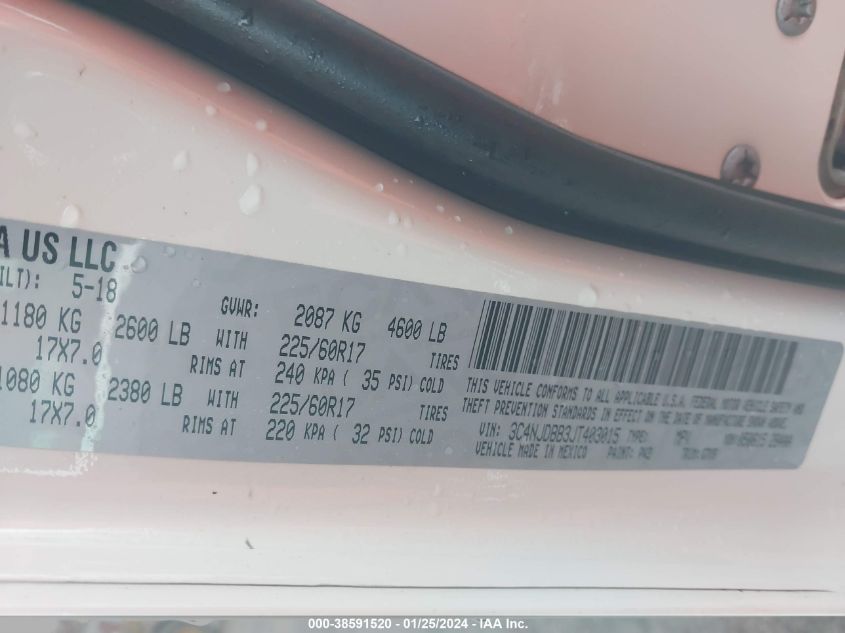 A US LLC
ILT): 5-18
GVWR: 2087 KG 4600 LB
1180 KG 2600 LB WITH 225/60R17 TIRES
17X7.0 RIMS AT 240 KPA ( 35 PSI) COLD
1080 KG 2380 LB WITH 225/60R17 TIRES
17X7.0 RIMS AT 220 KPA ( 32 PSI) COLD
THIS VEHICLE CONFORMS TO ALL APPLICABLE U.S.A. FEDERAL MOTOR VEHICLE SAFETY AND
THEFT PREVENTION STANDARDS IN EFFECT ON THE DATE OF MANUFACTURE SHOWN ABOVE.
VIN: 3C4NJDBB3JT403015 TYPE: MPV
VEHICLE MADE IN MEXICO PAINT: PW2
000-38591520 - 01/25/2024 - IAA Inc.